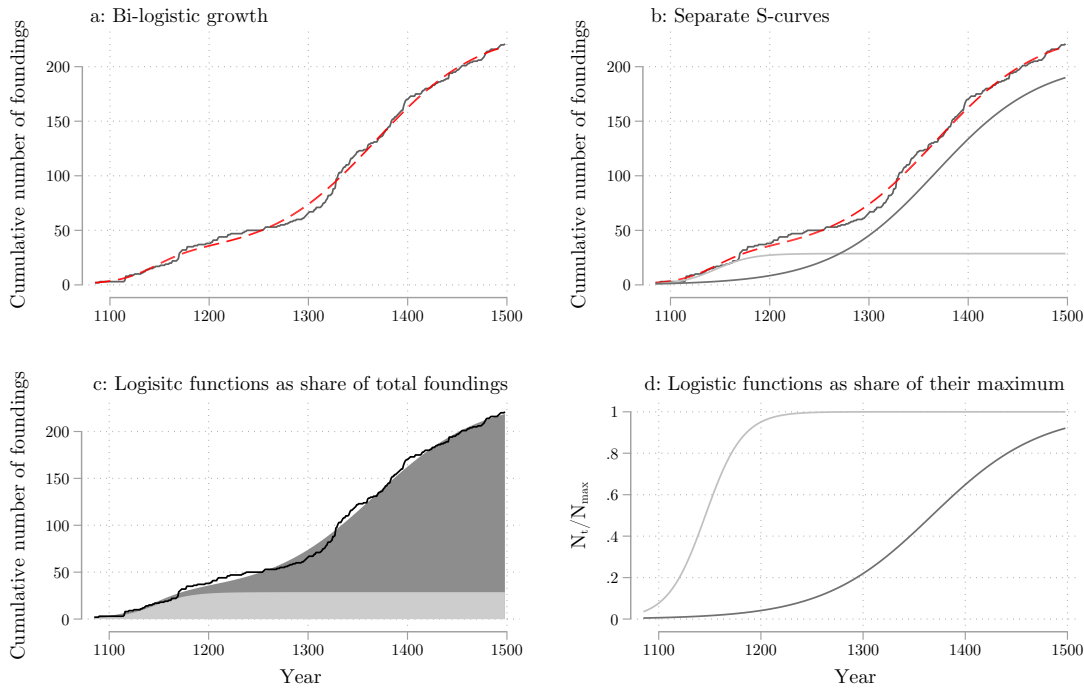 a: Bi-logistic growth
Cumulative number of foundings
200
150
100
50
0
1100 1200 1300 1400 1500
b: Separate S-curves
Cumulative number of foundings
200
150
100
50
0
1100 1200 1300 1400 1500
c: Logisitc functions as share of total foundings
Cumulative number of foundings
200
150
100
50
0
1100 1200 1300 1400 1500
Year
d: Logistic functions as share of their maximum
Nt/Nmax
1
.8
.6
.4
.2
0
1100 1200 1300 1400 1500
Year